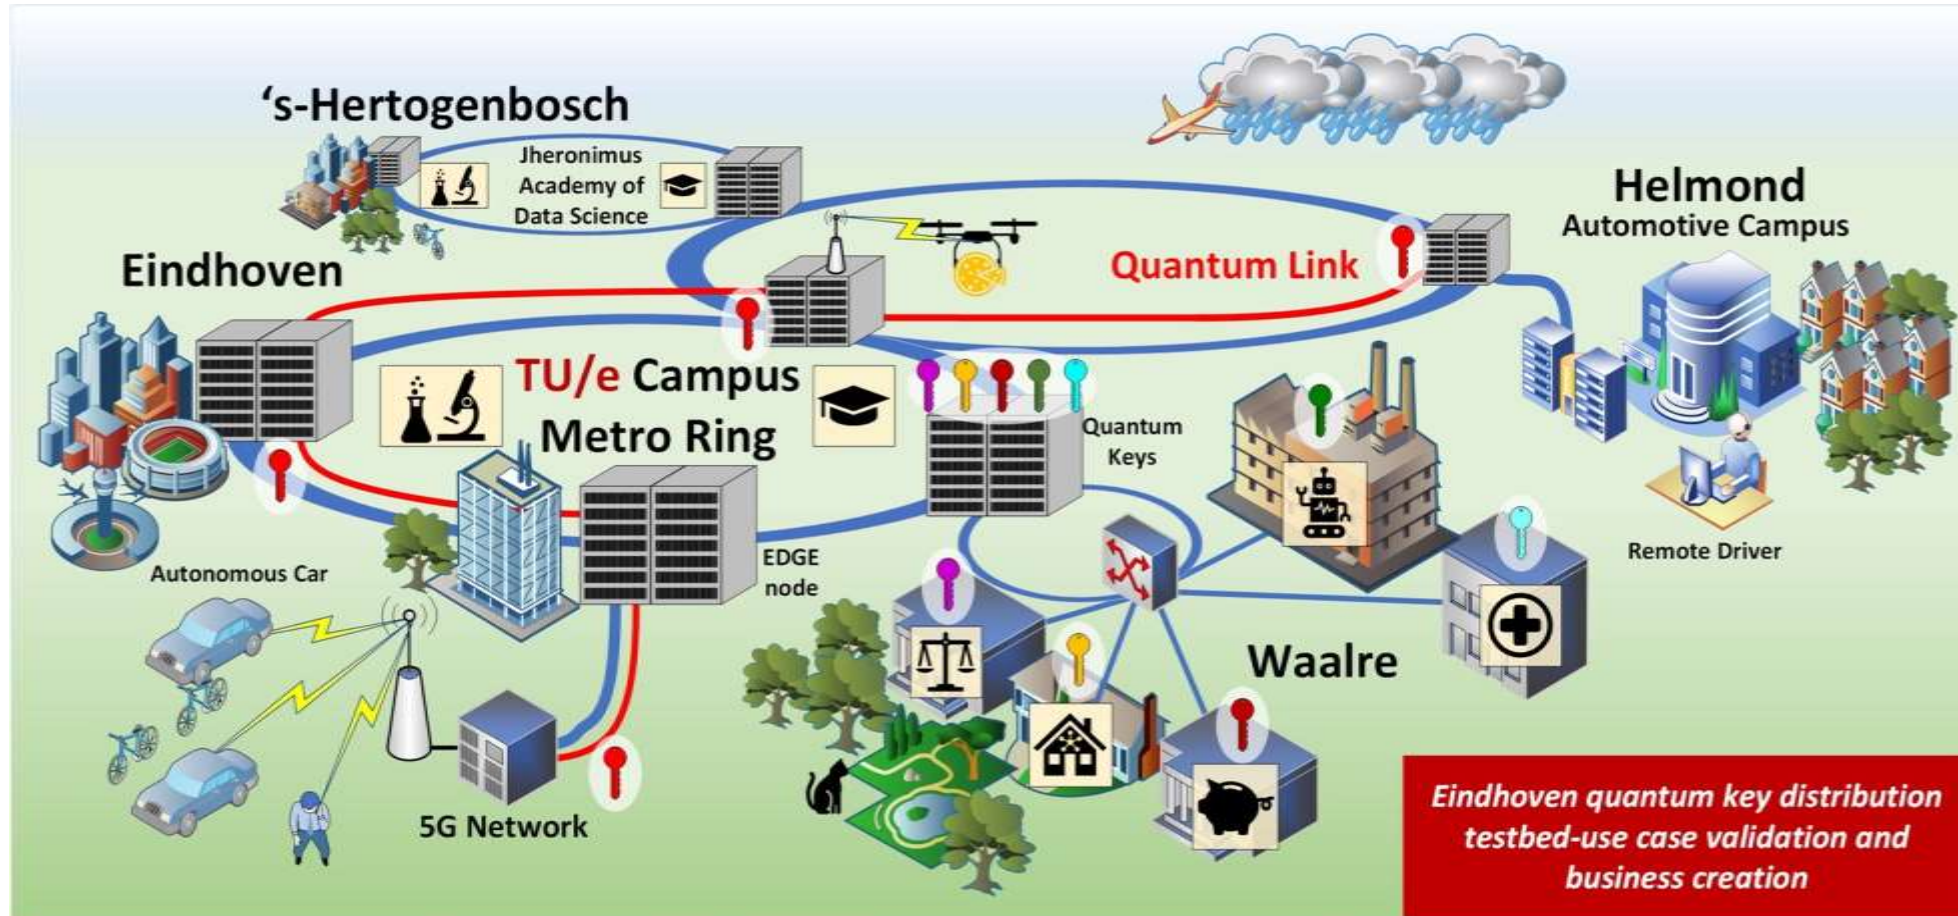 ‘s-Hertogenbosch
Jheronimus
Academy of
Data Science
Helmond
Automotive Campus
Eindhoven
Quantum Link
TU/e Campus
Metro Ring
Quantum
Keys
EDGE
node
Remote Driver
Autonomous Car
Waalre
5G Network
Eindhoven quantum key distribution
testbed-use case validation and
business creation